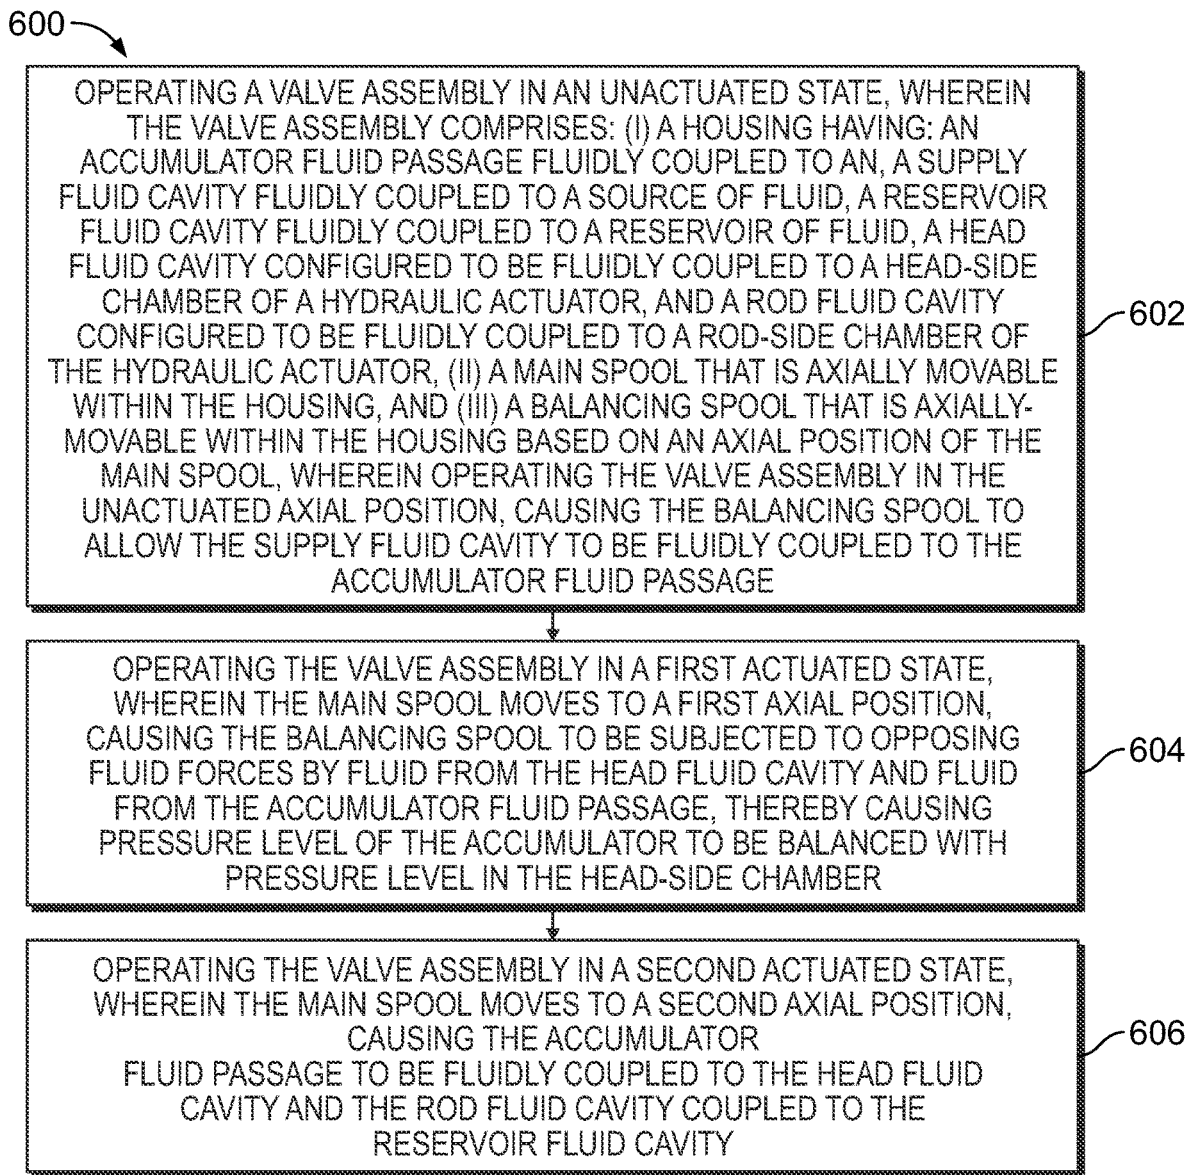 600
OPERATING A VALVE ASSEMBLY IN AN UNACTUATED STATE, WHEREIN
THE VALVE ASSEMBLY COMPRISES: (I) A HOUSING HAVING: AN
ACCUMULATOR FLUID PASSAGE FLUIDLY COUPLED TO AN, A SUPPLY
FLUID CAVITY FLUIDLY COUPLED TO A SOURCE OF FLUID, A RESERVOIR
FLUID CAVITY FLUIDLY COUPLED TO A RESERVOIR OF FLUID, A HEAD
FLUID CAVITY CONFIGURED TO BE FLUIDLY COUPLED TO A HEAD-SIDE
CHAMBER OF A HYDRAULIC ACTUATOR, AND A ROD FLUID CAVITY
CONFIGURED TO BE FLUIDLY COUPLED TO A ROD-SIDE CHAMBER OF
THE HYDRAULIC ACTUATOR, (II) A MAIN SPOOL THAT IS AXIALLY MOVABLE
WITHIN THE HOUSING, AND (III) A BALANCING SPOOL THAT IS AXIALLY-
MOVABLE WITHIN THE HOUSING BASED ON AN AXIAL POSITION OF THE
MAIN SPOOL, WHEREIN OPERATING THE VALVE ASSEMBLY IN THE
UNACTUATED AXIAL POSITION, CAUSING THE BALANCING SPOOL TO
ALLOW THE SUPPLY FLUID CAVITY TO BE FLUIDLY COUPLED TO THE
ACCUMULATOR FLUID PASSAGE
602
OPERATING THE VALVE ASSEMBLY IN A FIRST ACTUATED STATE,
WHEREIN THE MAIN SPOOL MOVES TO A FIRST AXIAL POSITION,
CAUSING THE BALANCING SPOOL TO BE SUBJECTED TO OPPOSING
FLUID FORCES BY FLUID FROM THE HEAD FLUID CAVITY AND FLUID
FROM THE ACCUMULATOR FLUID PASSAGE, THEREBY CAUSING
PRESSURE LEVEL OF THE ACCUMULATOR TO BE BALANCED WITH
PRESSURE LEVEL IN THE HEAD-SIDE CHAMBER
604
OPERATING THE VALVE ASSEMBLY IN A SECOND ACTUATED STATE,
WHEREIN THE MAIN SPOOL MOVES TO A SECOND AXIAL POSITION,
CAUSING THE ACCUMULATOR
FLUID PASSAGE TO BE FLUIDLY COUPLED TO THE HEAD FLUID
CAVITY AND THE ROD FLUID CAVITY COUPLED TO THE
RESERVOIR FLUID CAVITY
606